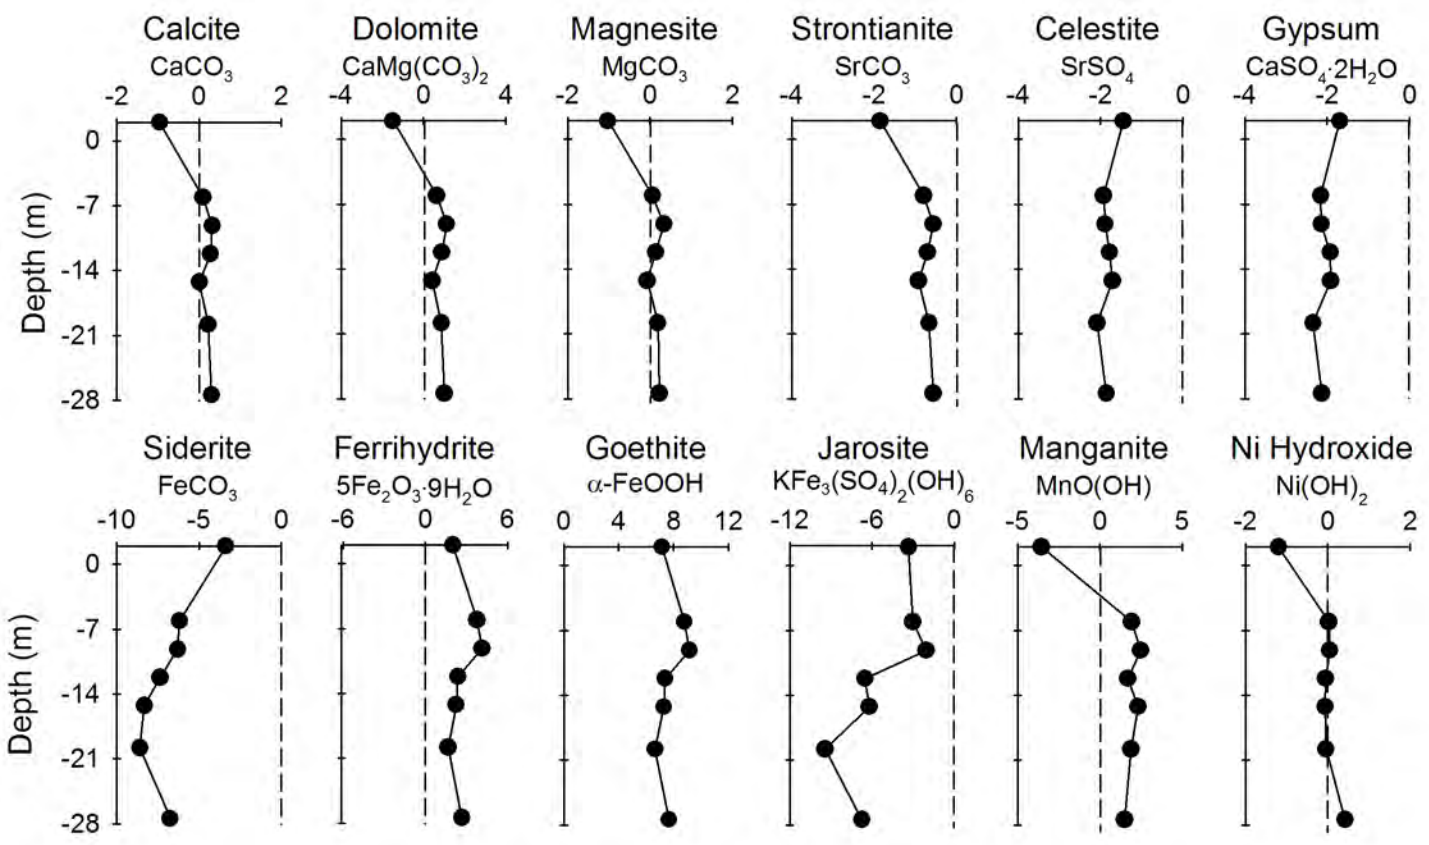 Calcite Dolomite Magnesite Strontianite Celestite Gypsum
CaCO₃ CaMg(CO₃)₂ MgCO₃ SrCO₃ SrSO₄ CaSO₄·2H₂O
-2 0 2 -4 0 4 -2 0 2 -4 -2 0 -4 -2 0 -4 -2 0
0
-7
-14
-21
-28
Depth (m)
Siderite Ferrihydrite Goethite Jarosite Manganite Ni Hydroxide
FeCO₃ 5Fe₂O₃·9H₂O α-FeOOH KFe₃(SO₄)₂(OH)₆ MnO(OH) Ni(OH)₂
-10 -5 0 -6 0 6 0 4 8 12 -12 -6 0 -5 0 5 -2 0 2
0
-7
-14
-21
-28
Depth (m)